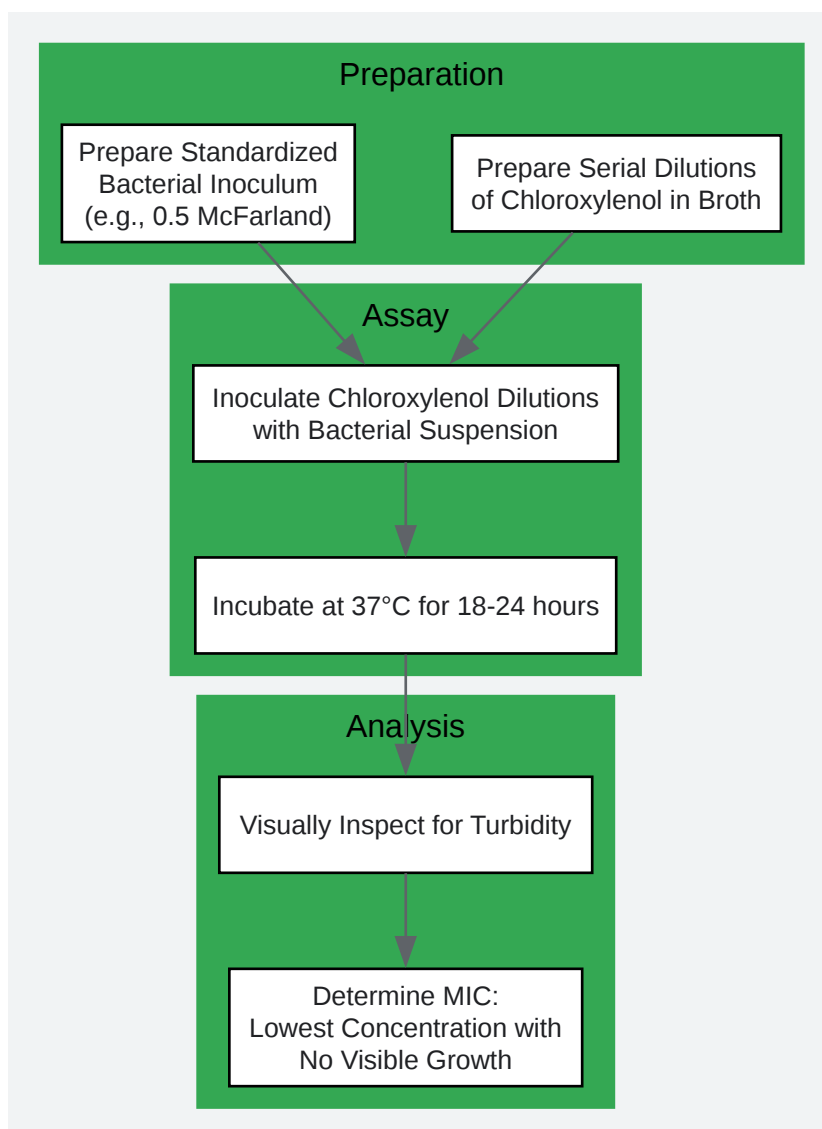 Preparation
Prepare Standardized
Bacterial Inoculum
(e.g., 0.5 McFarland)
Prepare Serial Dilutions
of Chloroxylenol in Broth
Assay
Inoculate Chloroxylenol Dilutions
with Bacterial Suspension
Incubate at 37°C for 18-24 hours
Analysis
Visually Inspect for Turbidity
Determine MIC:
Lowest Concentration with
No Visible Growth